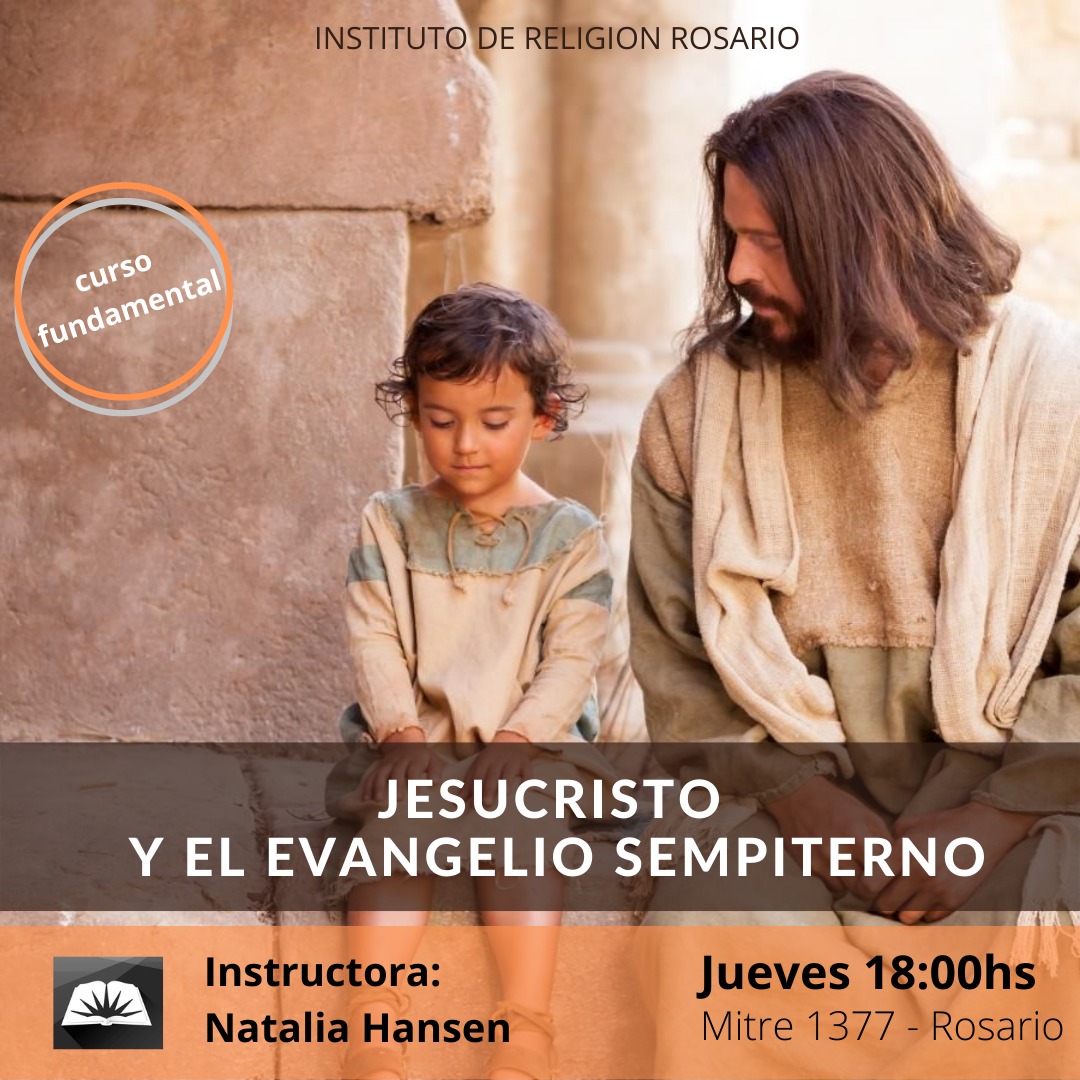 INSTITUTO DE RELIGION ROSARIO
curso
fundamental
JESUCRISTO
Y EL EVANGELIO SEMPITERNO
Instructora:
Natalia Hansen
Jueves 18:00hs
Mitre 1377 - Rosario